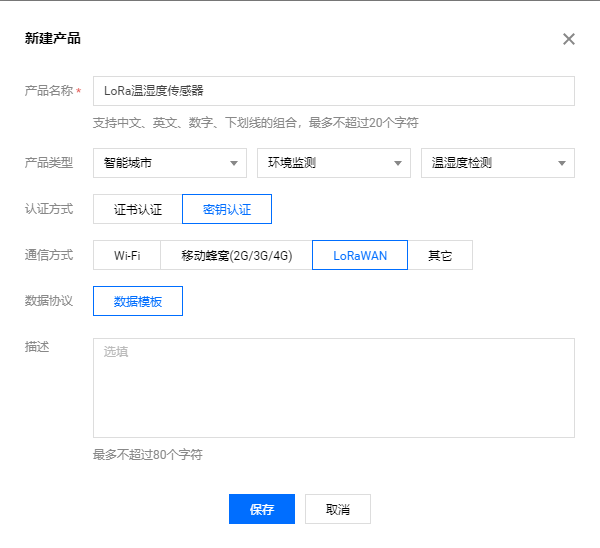 新建产品
产品名称 * LoRa温湿度传感器
支持中文、英文、数字、下划线的组合，最多不超过20个字符
产品类型 智能城市 环境监测 温湿度检测
认证方式 证书认证 密钥认证
通信方式 Wi-Fi 移动蜂窝(2G/3G/4G) LoRaWAN 其它
数据协议 数据模板
描述 选填
最多不超过80个字符
保存 取消